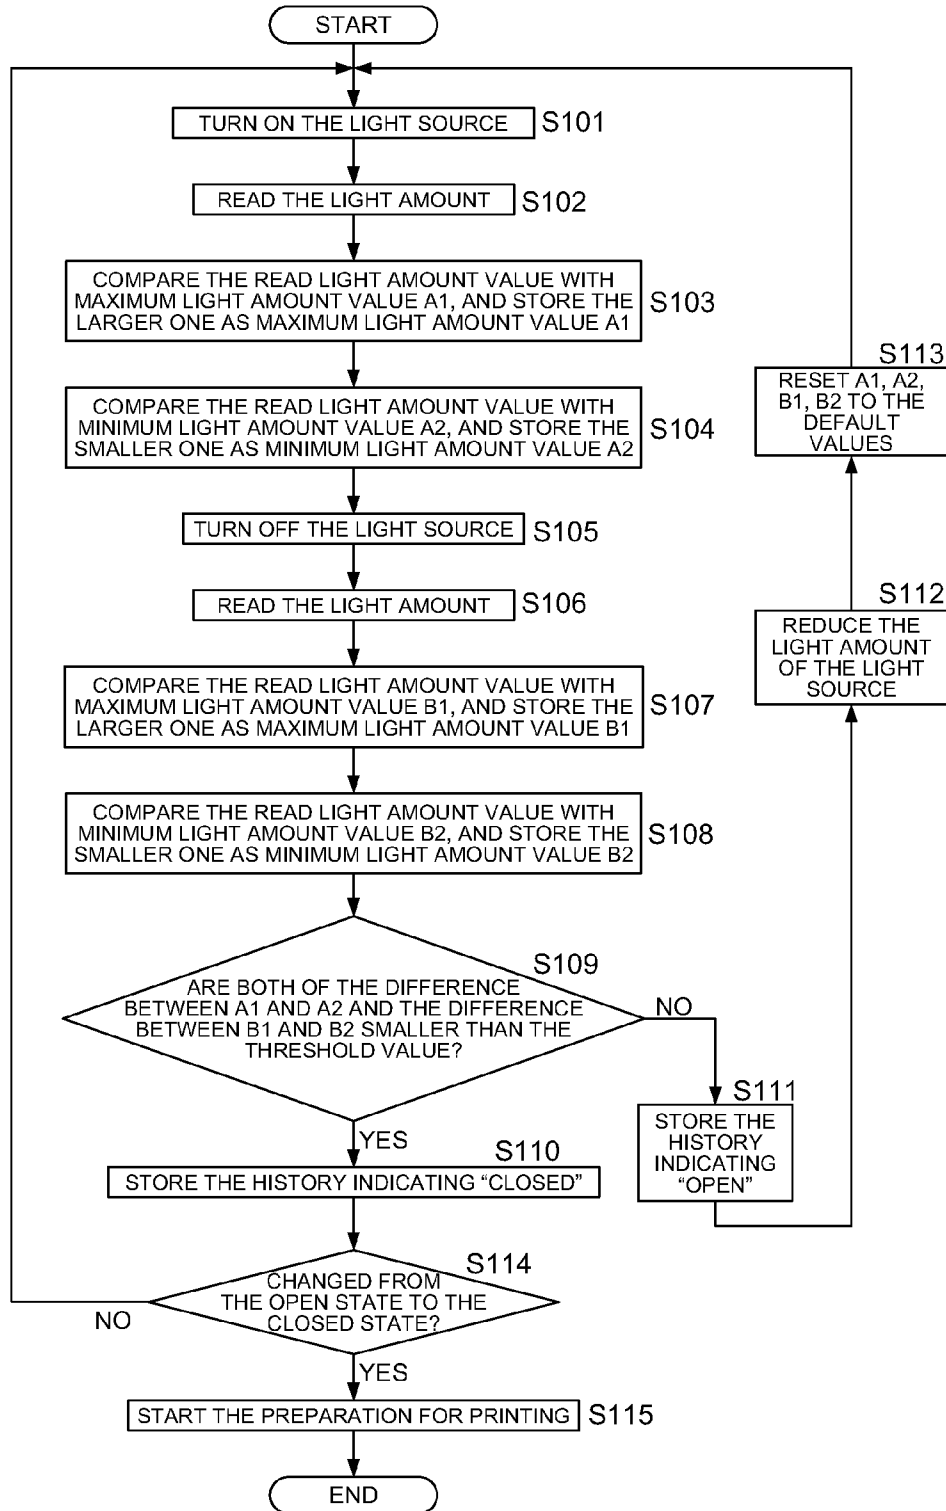 START
TURN ON THE LIGHT SOURCE
S101
READ THE LIGHT AMOUNT
S102
COMPARE THE READ LIGHT AMOUNT VALUE WITH
MAXIMUM LIGHT AMOUNT VALUE A1, AND STORE THE
LARGER ONE AS MAXIMUM LIGHT AMOUNT VALUE A1
S103
COMPARE THE READ LIGHT AMOUNT VALUE WITH
MINIMUM LIGHT AMOUNT VALUE A2, AND STORE THE
SMALLER ONE AS MINIMUM LIGHT AMOUNT VALUE A2
S104
TURN OFF THE LIGHT SOURCE
S105
READ THE LIGHT AMOUNT
S106
COMPARE THE READ LIGHT AMOUNT VALUE WITH
MAXIMUM LIGHT AMOUNT VALUE B1, AND STORE THE
LARGER ONE AS MAXIMUM LIGHT AMOUNT VALUE B1
S107
COMPARE THE READ LIGHT AMOUNT VALUE WITH
MINIMUM LIGHT AMOUNT VALUE B2, AND STORE THE
SMALLER ONE AS MINIMUM LIGHT AMOUNT VALUE B2
S108
S109
ARE BOTH OF THE DIFFERENCE
BETWEEN A1 AND A2 AND THE DIFFERENCE
BETWEEN B1 AND B2 SMALLER THAN THE
THRESHOLD VALUE?
NO
YES
S110
STORE THE HISTORY INDICATING “CLOSED”
S111
STORE THE
HISTORY
INDICATING
“OPEN”
S112
REDUCE THE
LIGHT AMOUNT
OF THE LIGHT
SOURCE
S113
RESET A1, A2,
B1, B2 TO THE
DEFAULT
VALUES
S114
CHANGED FROM
THE OPEN STATE TO THE
CLOSED STATE?
NO
YES
START THE PREPARATION FOR PRINTING
S115
END